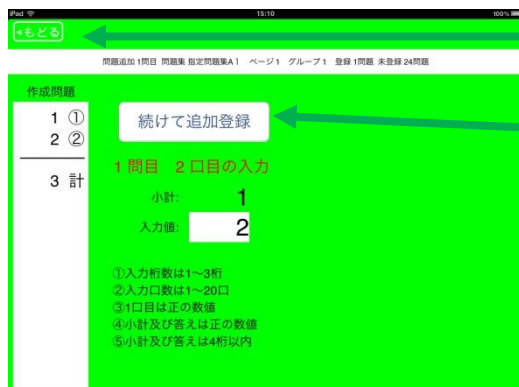 iPad 15:10 100%
◂もどる
問題追加 1問目 問題集 指定問題集A1 ページ1 グループ1 登録 1問題 未登録 24問題
作成問題
1 ①
2 ②
3 計
続けて追加登録
1問目 2口目の入力
小計: 1
入力値: 2
①入力桁数は1〜3桁
②入力口数は1〜20口
③1口目は正の数値
④小計及び答えは正の数値
⑤小計及び答えは4桁以内